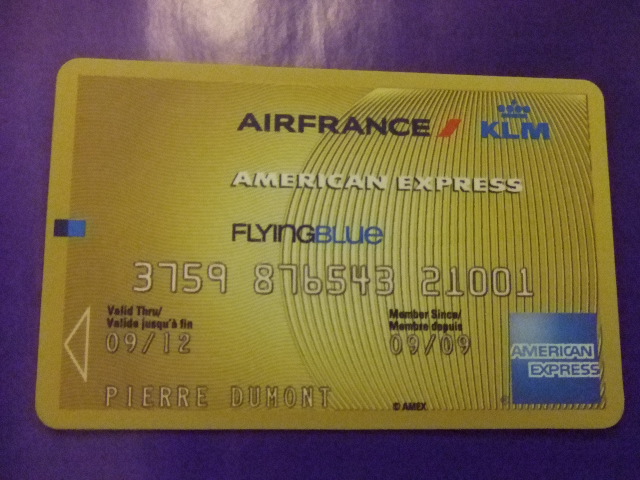 AIRFRANCE KLM
AMERICAN EXPRESS
FLYINGBLUE
3759 876543 21001
Valid Thru/
Valide jusqu'à fin
09/12
Member Since/
Membre depuis
09/09
AMERICAN
EXPRESS
PIERRE DUMONT
© AMEX